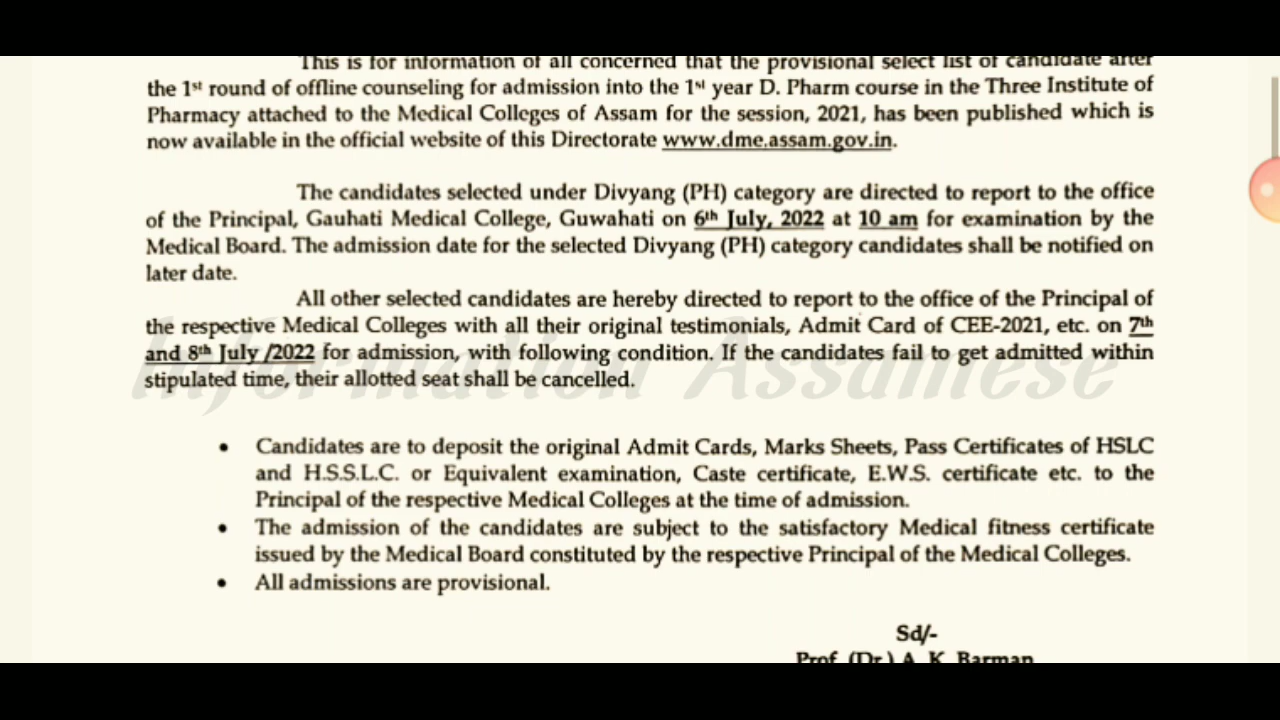 This is for information of all concerned that the provisional select list of candidate after
the 1st round of offline counseling for admission into the 1st year D. Pharm course in the Three Institute of
Pharmacy attached to the Medical Colleges of Assam for the session, 2021, has been published which is
now available in the official website of this Directorate www.dme.assam.gov.in.
The candidates selected under Divyang (PH) category are directed to report to the office
of the Principal, Gauhati Medical College, Guwahati on 6th July, 2022 at 10 am for examination by the
Medical Board. The admission date for the selected Divyang (PH) category candidates shall be notified on
later date.
All other selected candidates are hereby directed to report to the office of the Principal of
the respective Medical Colleges with all their original testimonials, Admit Card of CEE-2021, etc. on 7th
and 8th July /2022 for admission, with following condition. If the candidates fail to get admitted within
stipulated time, their allotted seat shall be cancelled.
Information Assamese
• Candidates are to deposit the original Admit Cards, Marks Sheets, Pass Certificates of HSLC
and H.S.S.L.C. or Equivalent examination, Caste certificate, E.W.S. certificate etc. to the
Principal of the respective Medical Colleges at the time of admission.
• The admission of the candidates are subject to the satisfactory Medical fitness certificate
issued by the Medical Board constituted by the respective Principal of the Medical Colleges.
• All admissions are provisional.
Sd/-
Prof. (Dr.) A. K. Barman